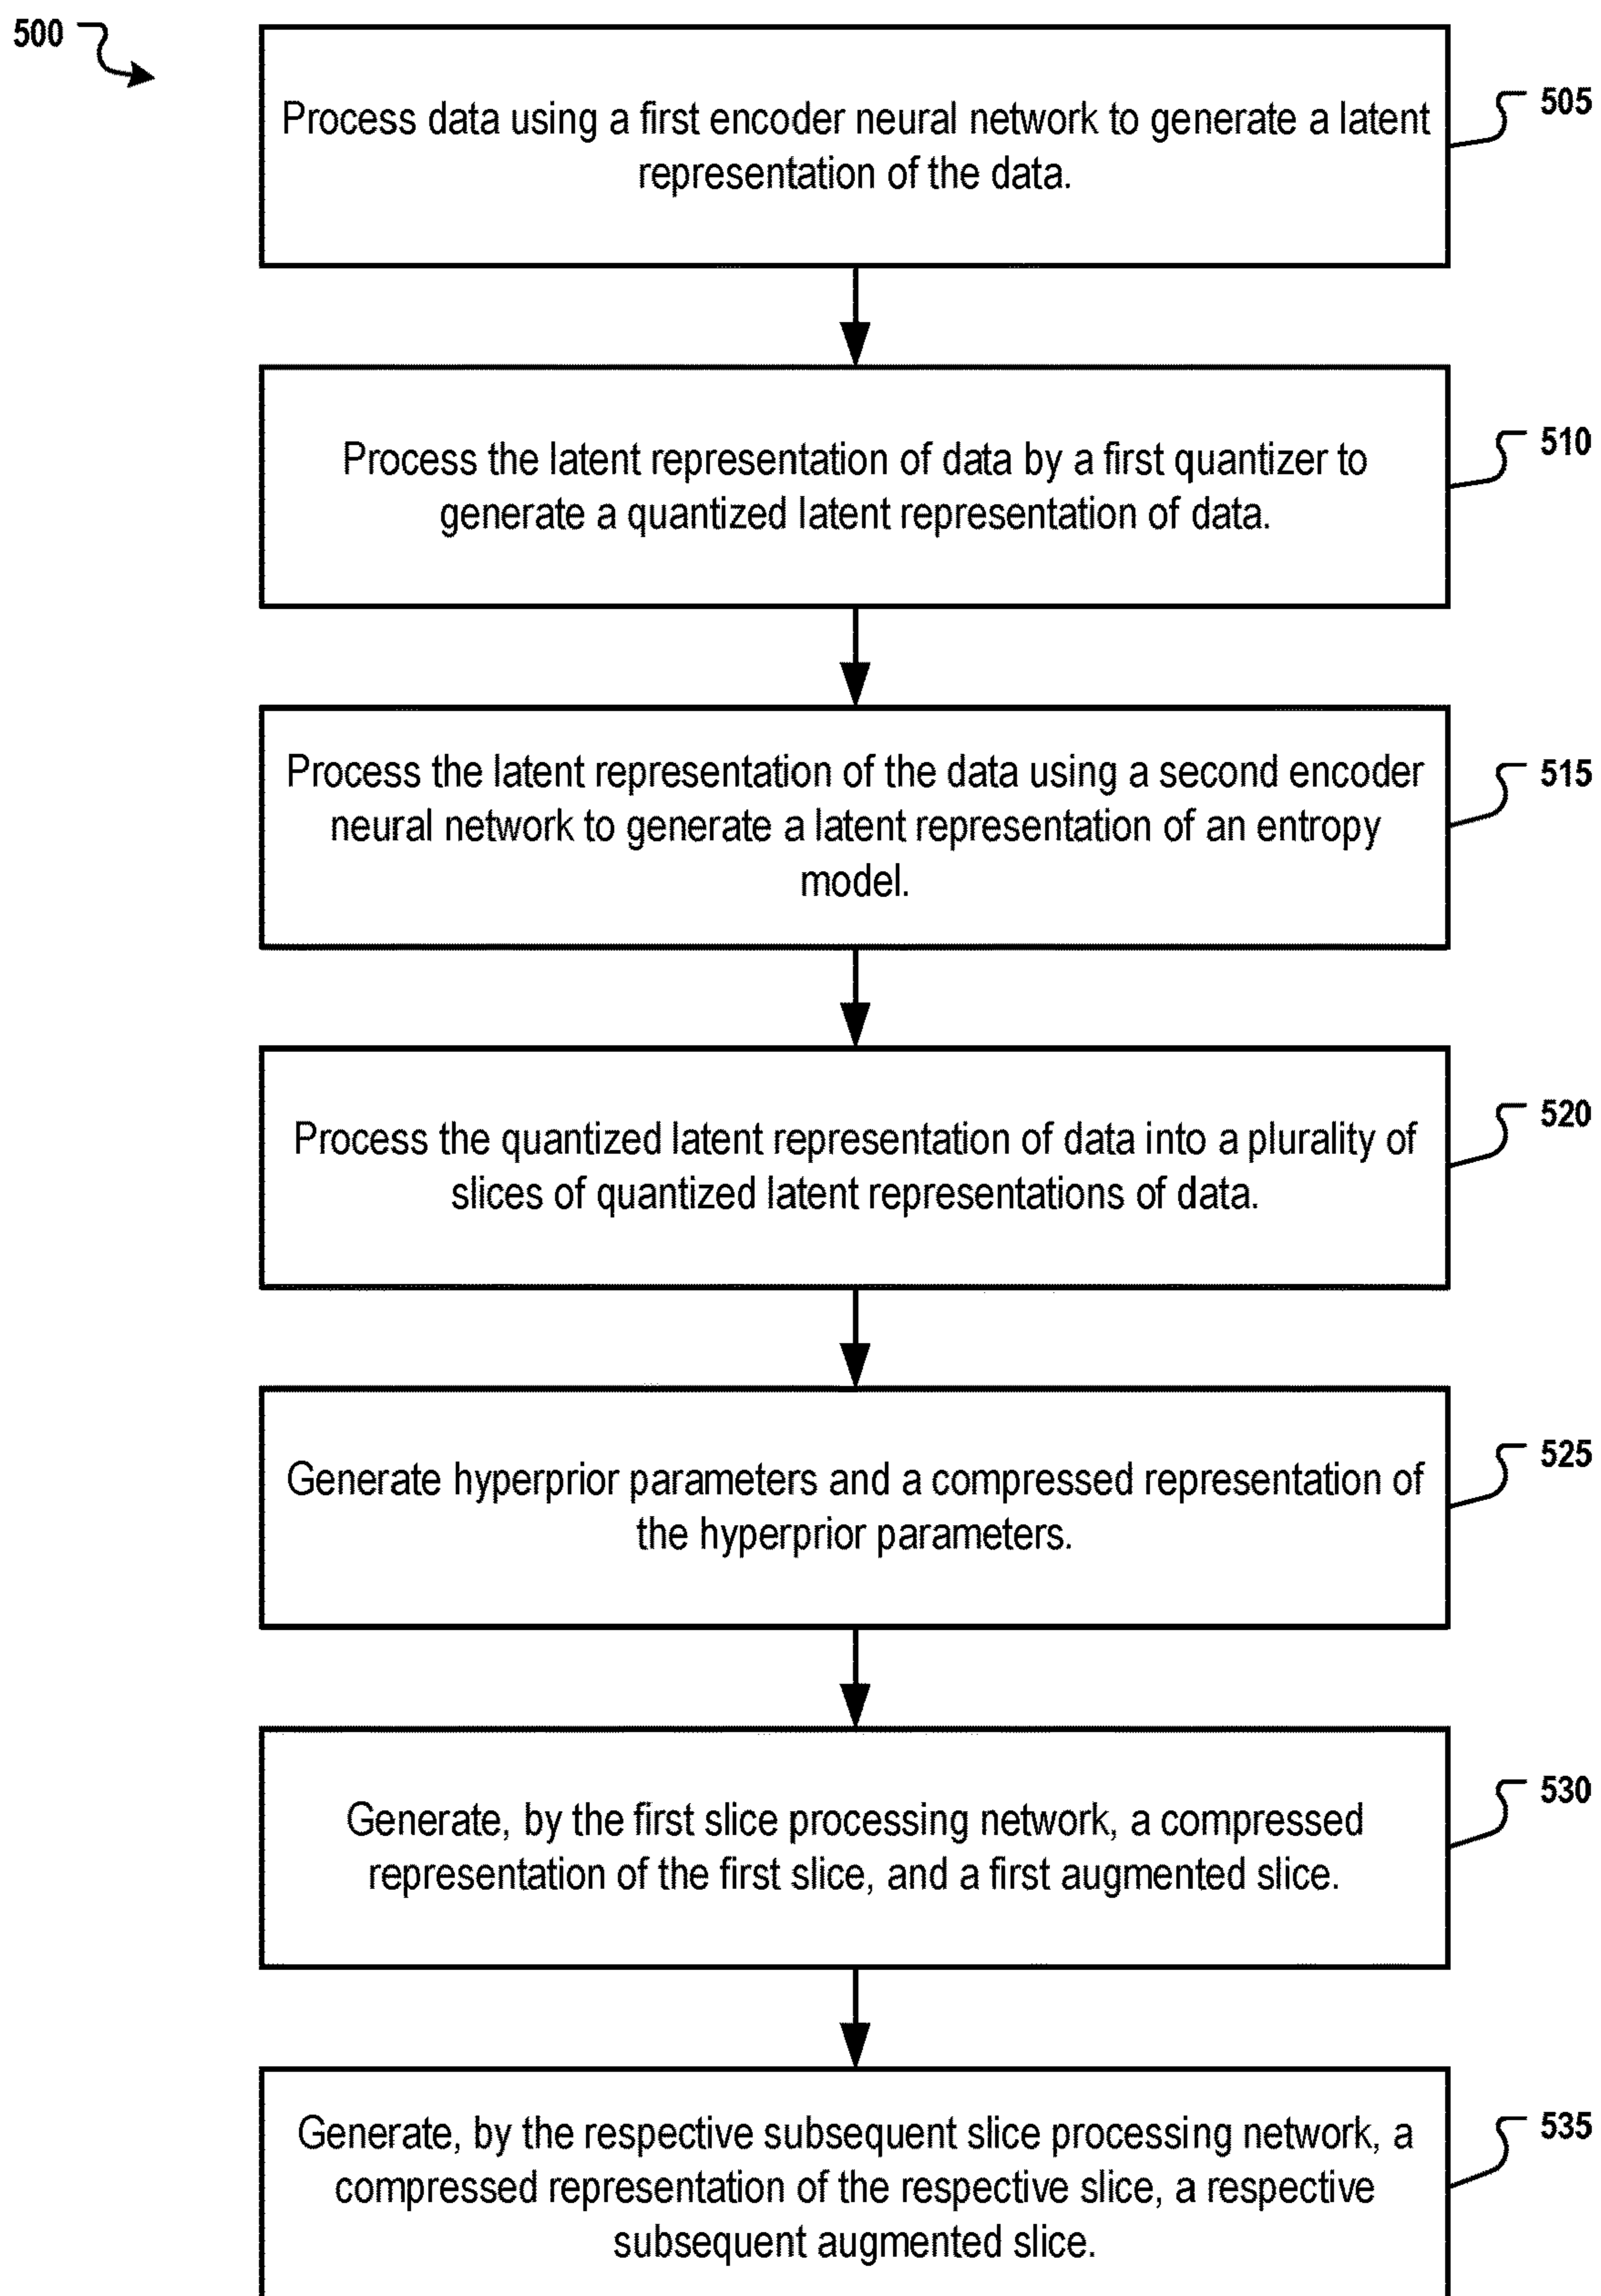 500
Process data using a first encoder neural network to generate a latent
representation of the data.
505
Process the latent representation of data by a first quantizer to
generate a quantized latent representation of data.
510
Process the latent representation of the data using a second encoder
neural network to generate a latent representation of an entropy
model.
515
Process the quantized latent representation of data into a plurality of
slices of quantized latent representations of data.
520
Generate hyperprior parameters and a compressed representation of
the hyperprior parameters.
525
Generate, by the first slice processing network, a compressed
representation of the first slice, and a first augmented slice.
530
Generate, by the respective subsequent slice processing network, a
compressed representation of the respective slice, a respective
subsequent augmented slice.
535